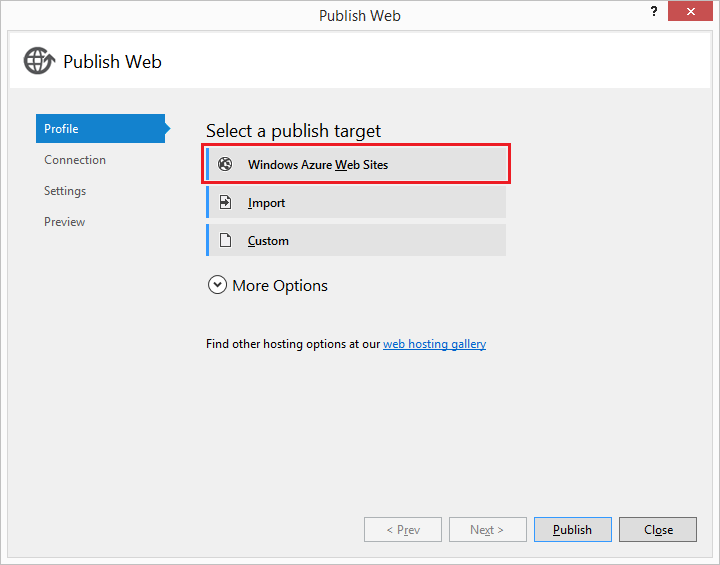 Publish Web
?
Publish Web
Profile
Connection
Settings
Preview
Select a publish target
Windows Azure Web Sites
Import
Custom
More Options
Find other hosting options at our web hosting gallery
< Prev
Next >
Publish
Close